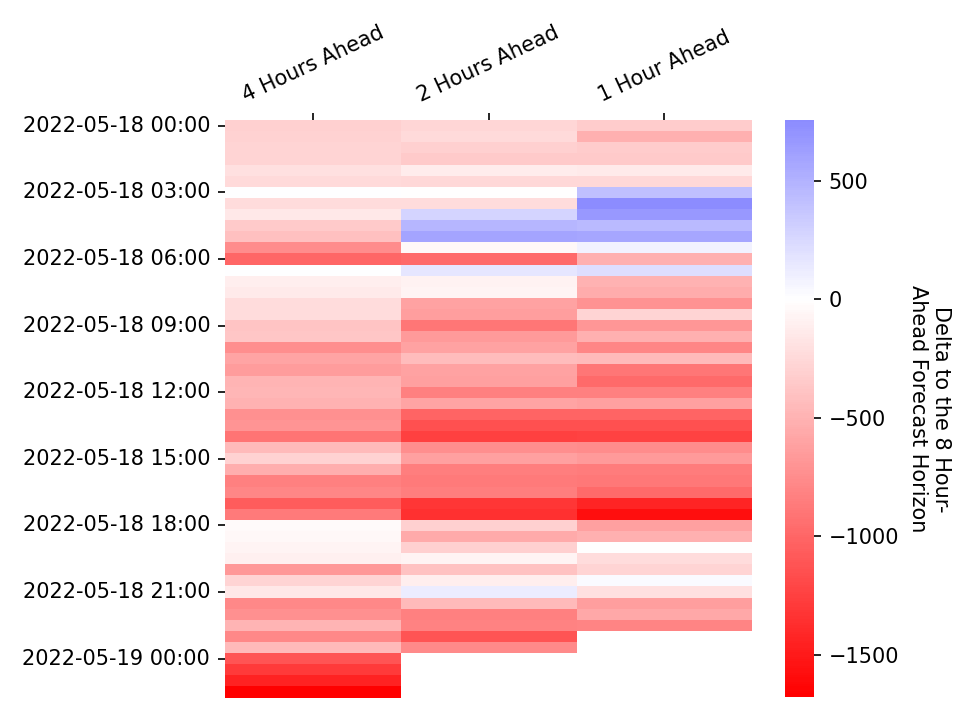 4 Hours Ahead
2 Hours Ahead
1 Hour Ahead
2022-05-18 00:00
2022-05-18 03:00
2022-05-18 06:00
2022-05-18 09:00
2022-05-18 12:00
2022-05-18 15:00
2022-05-18 18:00
2022-05-18 21:00
2022-05-19 00:00
500
0
−500
−1000
−1500
Delta to the 8 Hour-
Ahead Forecast Horizon